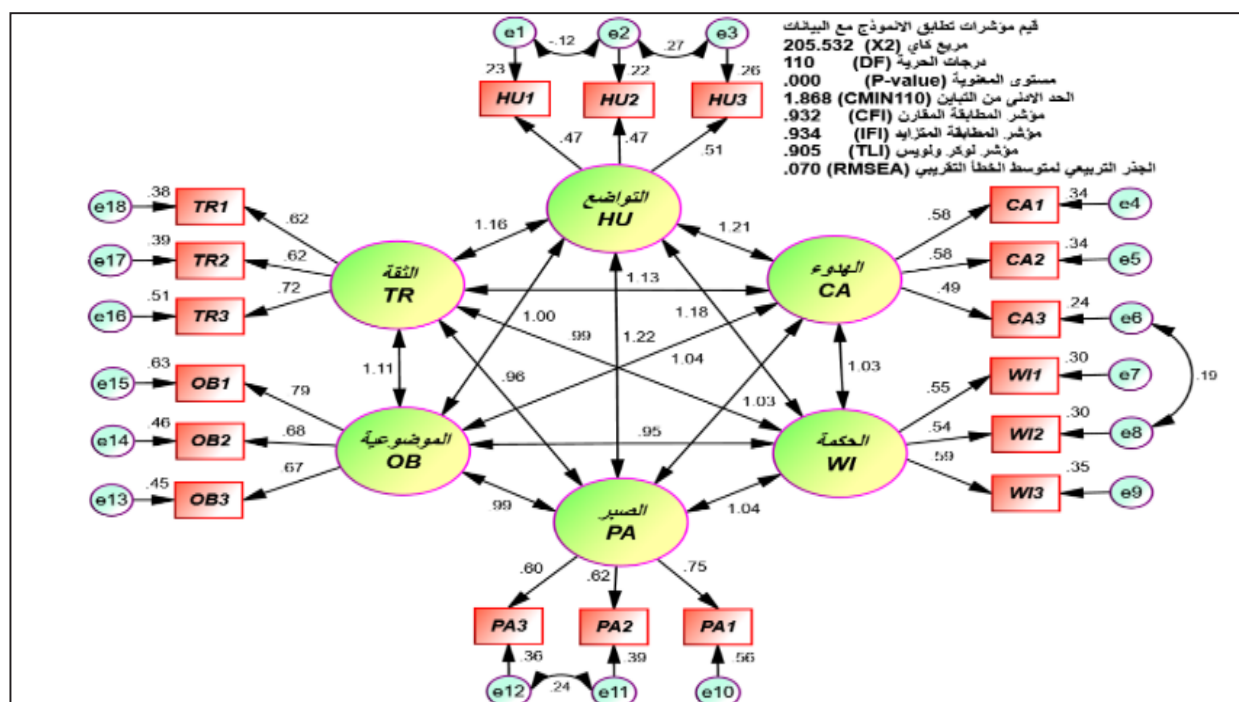 قيم مؤشرات تطابق الانموذج مع البيانات
مربع كاي (X2) 205.532
درجات الحرية (DF) 110
مستوى المعنوية (P-value) .000
الحد الادنى من التباين (CMIN110) 1.868
مؤشر المطابقة المقارن (CFI) .932
مؤشر المطابقة المتزايد (IFI) .934
مؤشر لوكر ولويس (TLI) .905
الجذر التربيعي لمتوسط الخطأ التقريبي (RMSEA) .070
e1 -.12 e2 .27 e3
.23 .22 .26
HU1 HU2 HU3
.47 .47 .51
التواضع
HU
e18 .38 TR1 .62
e17 .39 TR2 .62
e16 .51 TR3 .72
الثقة
TR
CA1 .34 e4 .58
CA2 .34 e5 .58
CA3 .24 e6 .49
الهدوء
CA
1.16 1.21
1.13
1.00 1.22 1.18
.99 1.04
1.11 .96 1.03 1.03
.95
.99 1.04
.19
e15 .63 OB1 .79
e14 .46 OB2 .68
e13 .45 OB3 .67
الموضوعية
OB
WI1 .30 e7 .55
WI2 .30 e8 .54
WI3 .35 e9 .59
الحكمة
WI
الصبر
PA
.60 .62 .75
PA3 PA2 PA1
.36 .39 .56
e12 .24 e11 e10